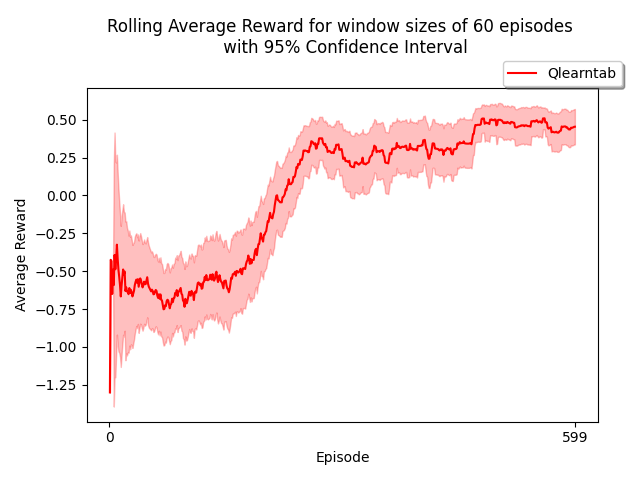 Rolling Average Reward for window sizes of 60 episodes
with 95% Confidence Interval
Qlearntab
0.50
0.25
0.00
−0.25
−0.50
−0.75
−1.00
−1.25
Average Reward
0
599
Episode